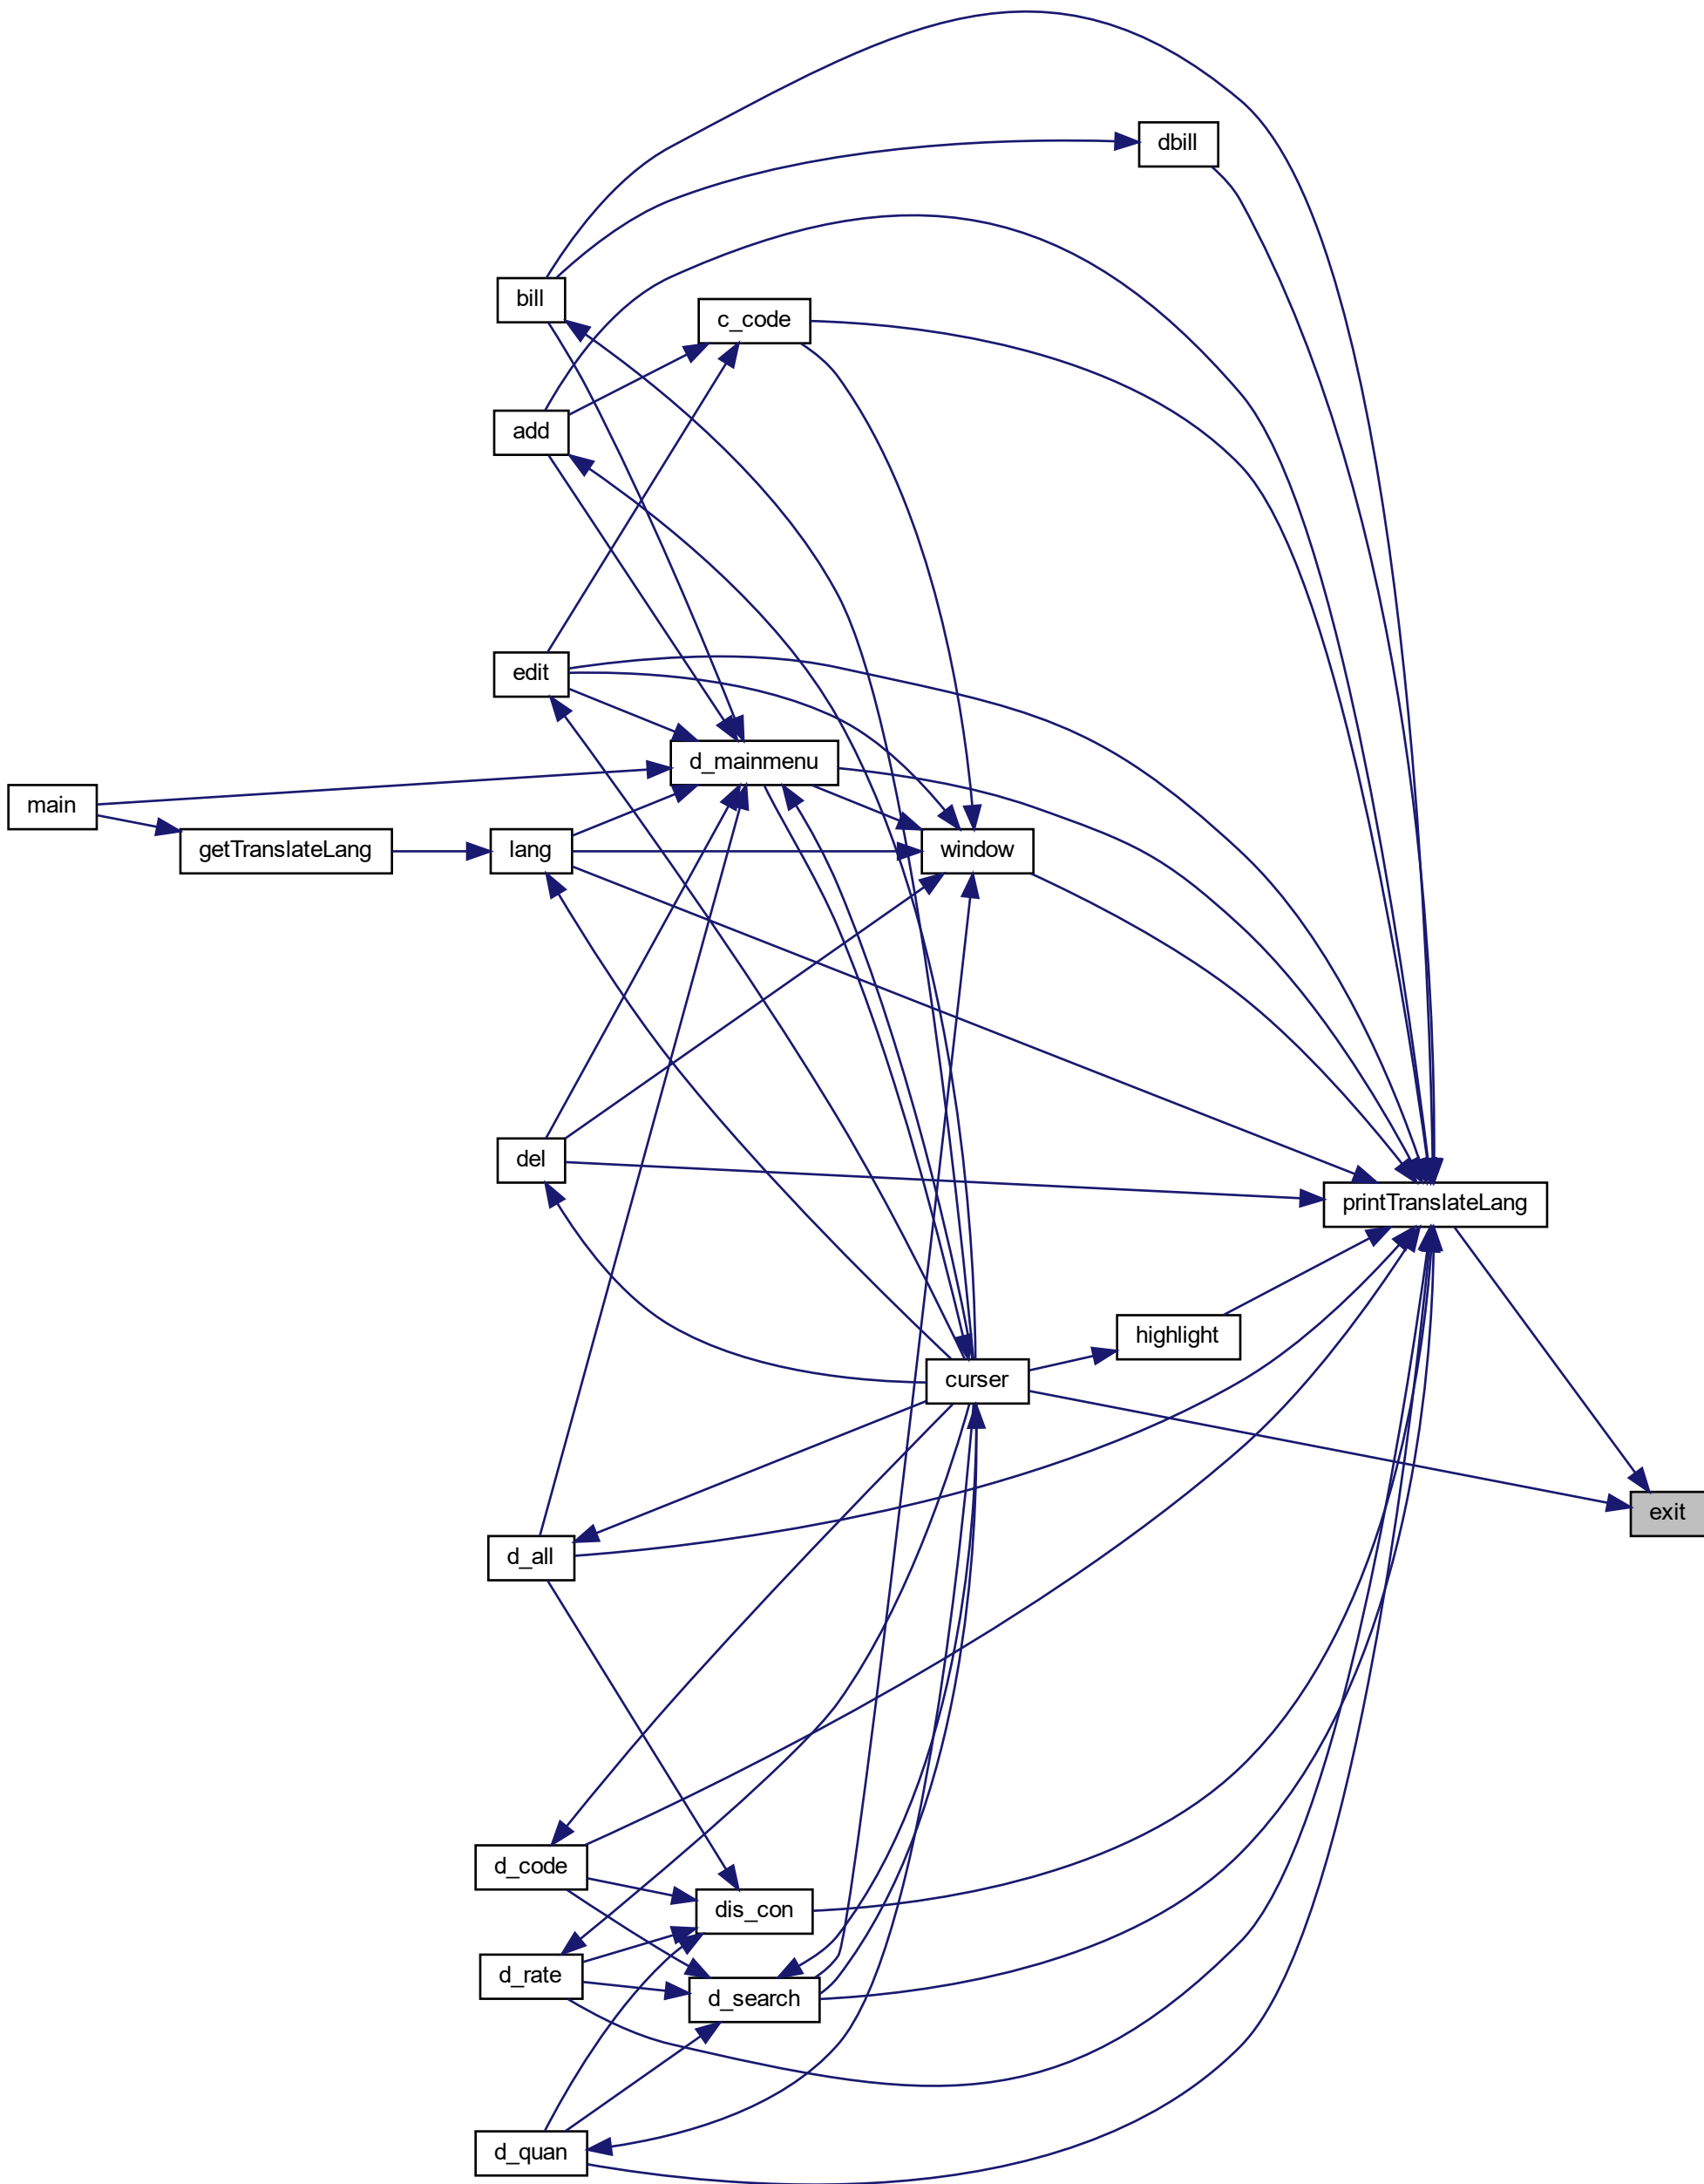 dbill
bill
c_code
add
edit
d_mainmenu
main
getTranslateLang
lang
window
del
printTranslateLang
highlight
curser
exit
d_all
d_code
dis_con
d_rate
d_search
d_quan